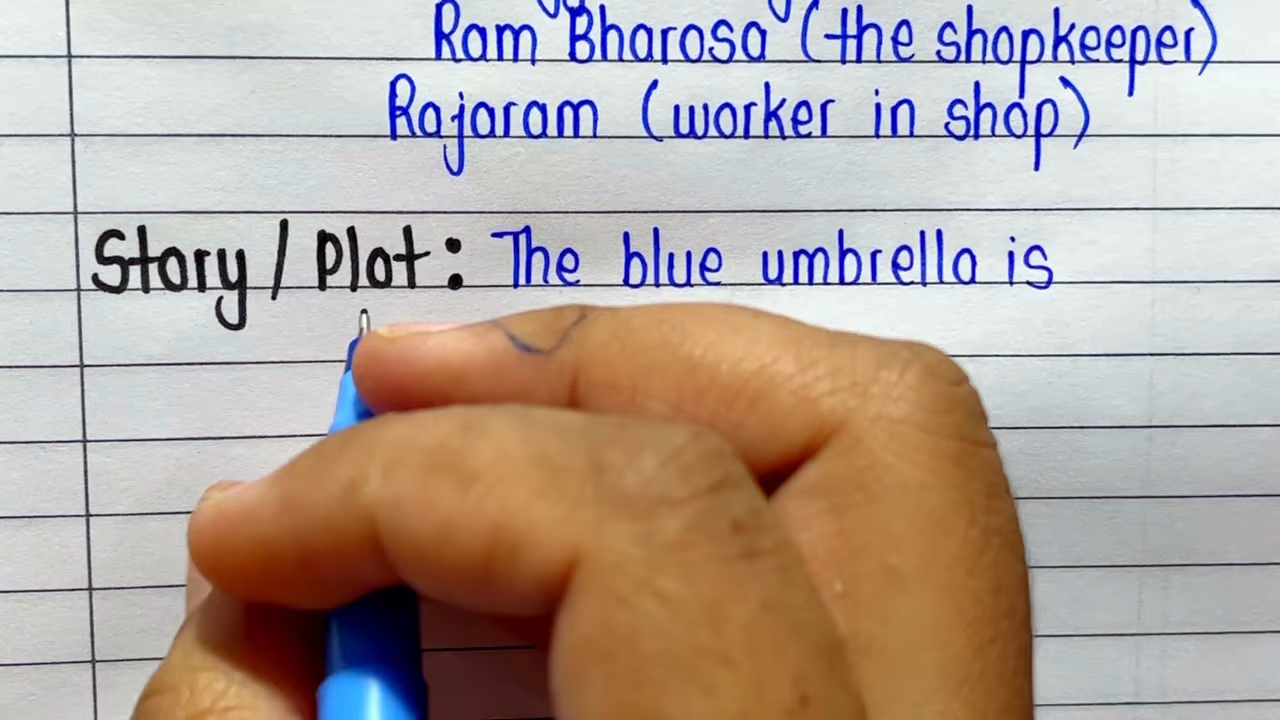 Ram Bharosa (the shopkeeper)
Rajaram (worker in shop)
Story / Plot: The blue umbrella is